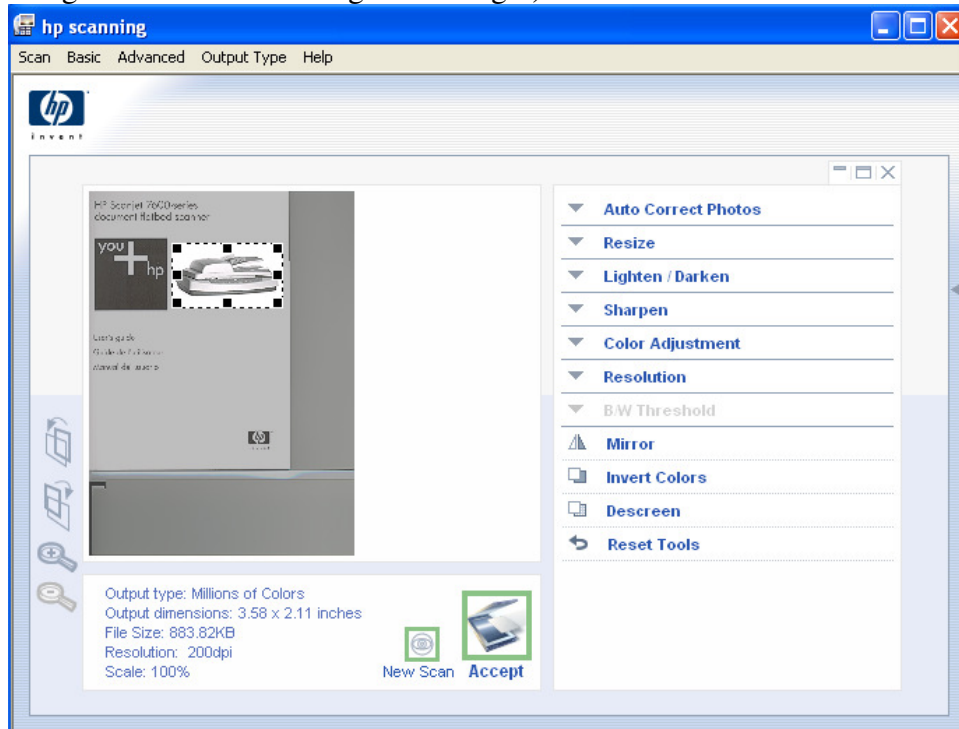 hp scanning
Scan Basic Advanced Output Type Help
hp
invent
HP Scanjet 7600-series
document flatbed scanner
you
hp
User's guide
Auto Correct Photos
Resize
Lighten / Darken
Sharpen
Color Adjustment
Resolution
B/W Threshold
Mirror
Invert Colors
Descreen
Reset Tools
Output type: Millions of Colors
Output dimensions: 3.58 x 2.11 inches
File Size: 883.82KB
Resolution: 200dpi
Scale: 100%
New Scan Accept